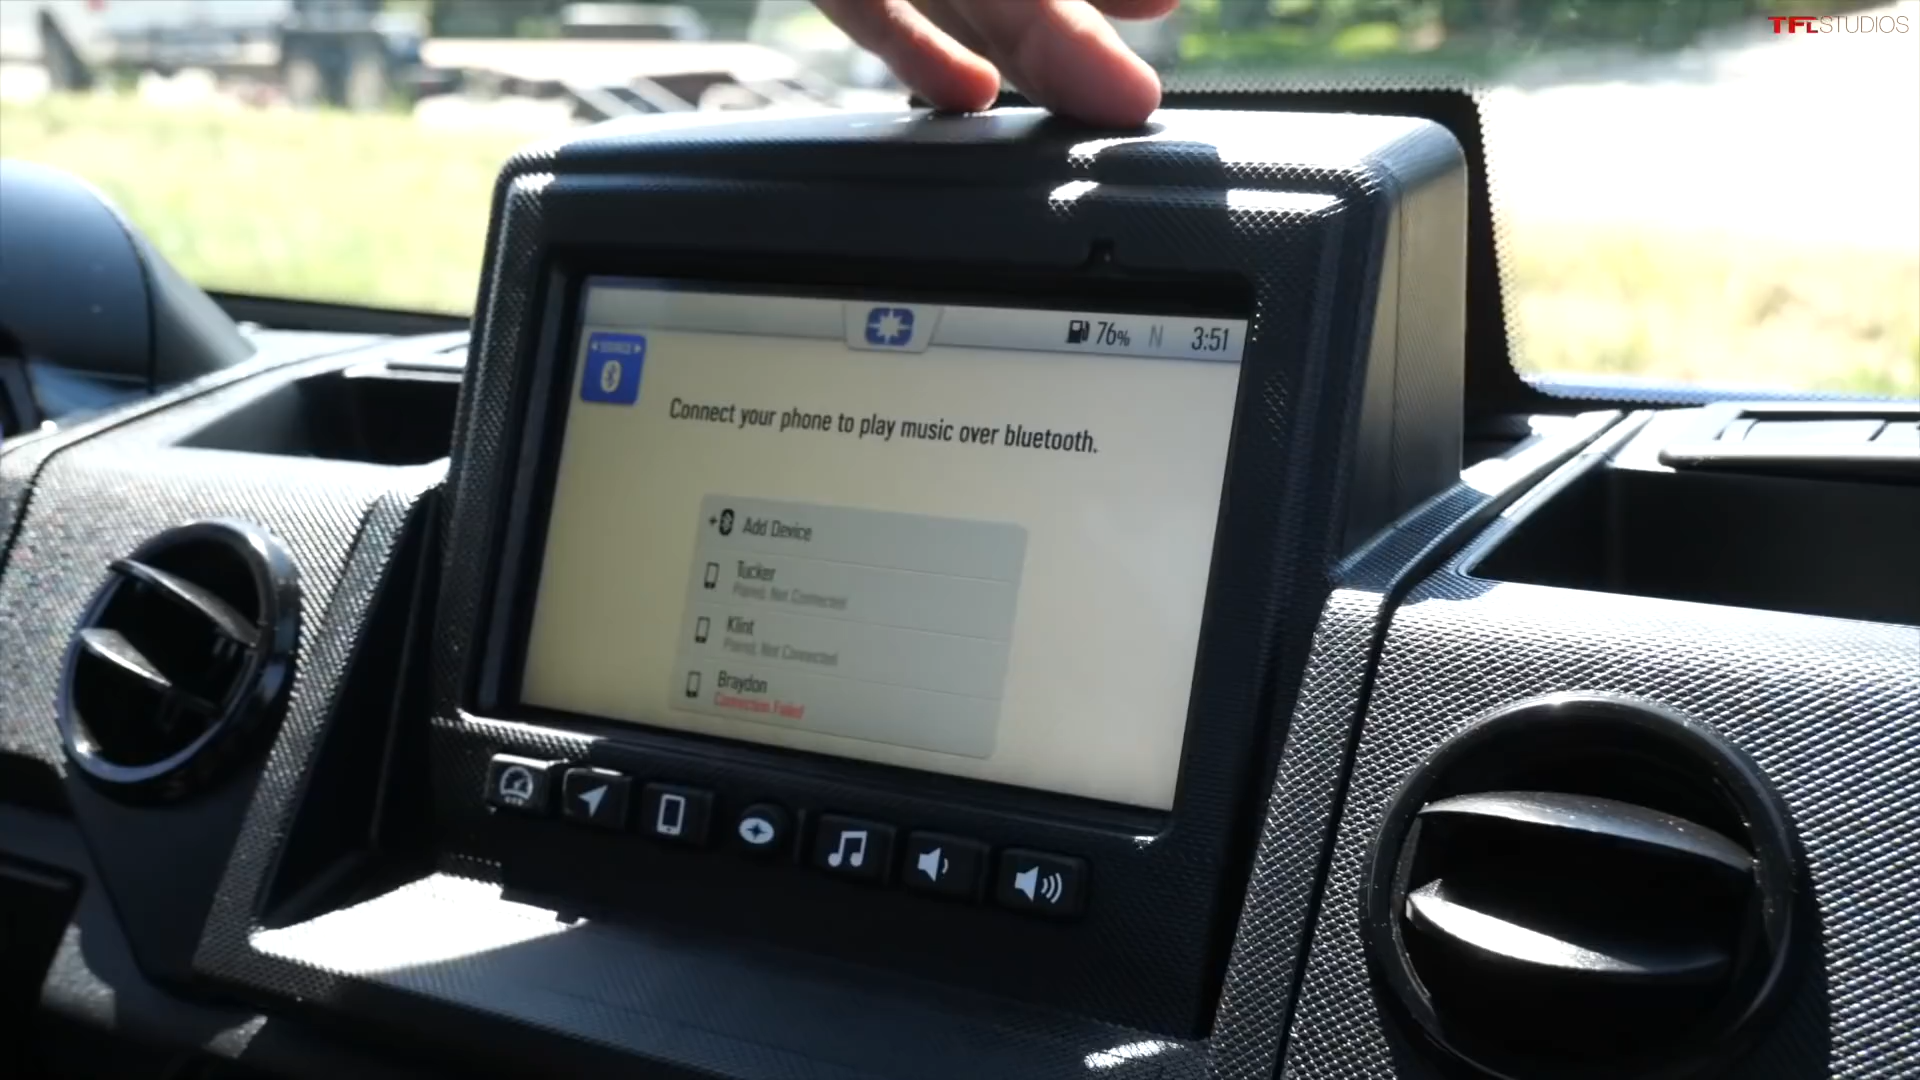 TFLSTUDIOS
76%
N
3:51
SOURCE
Connect your phone to play music over bluetooth.
Add Device
Tucker
Paired, Not Connected
Klint
Paired, Not Connected
Braydon
Connection Failed